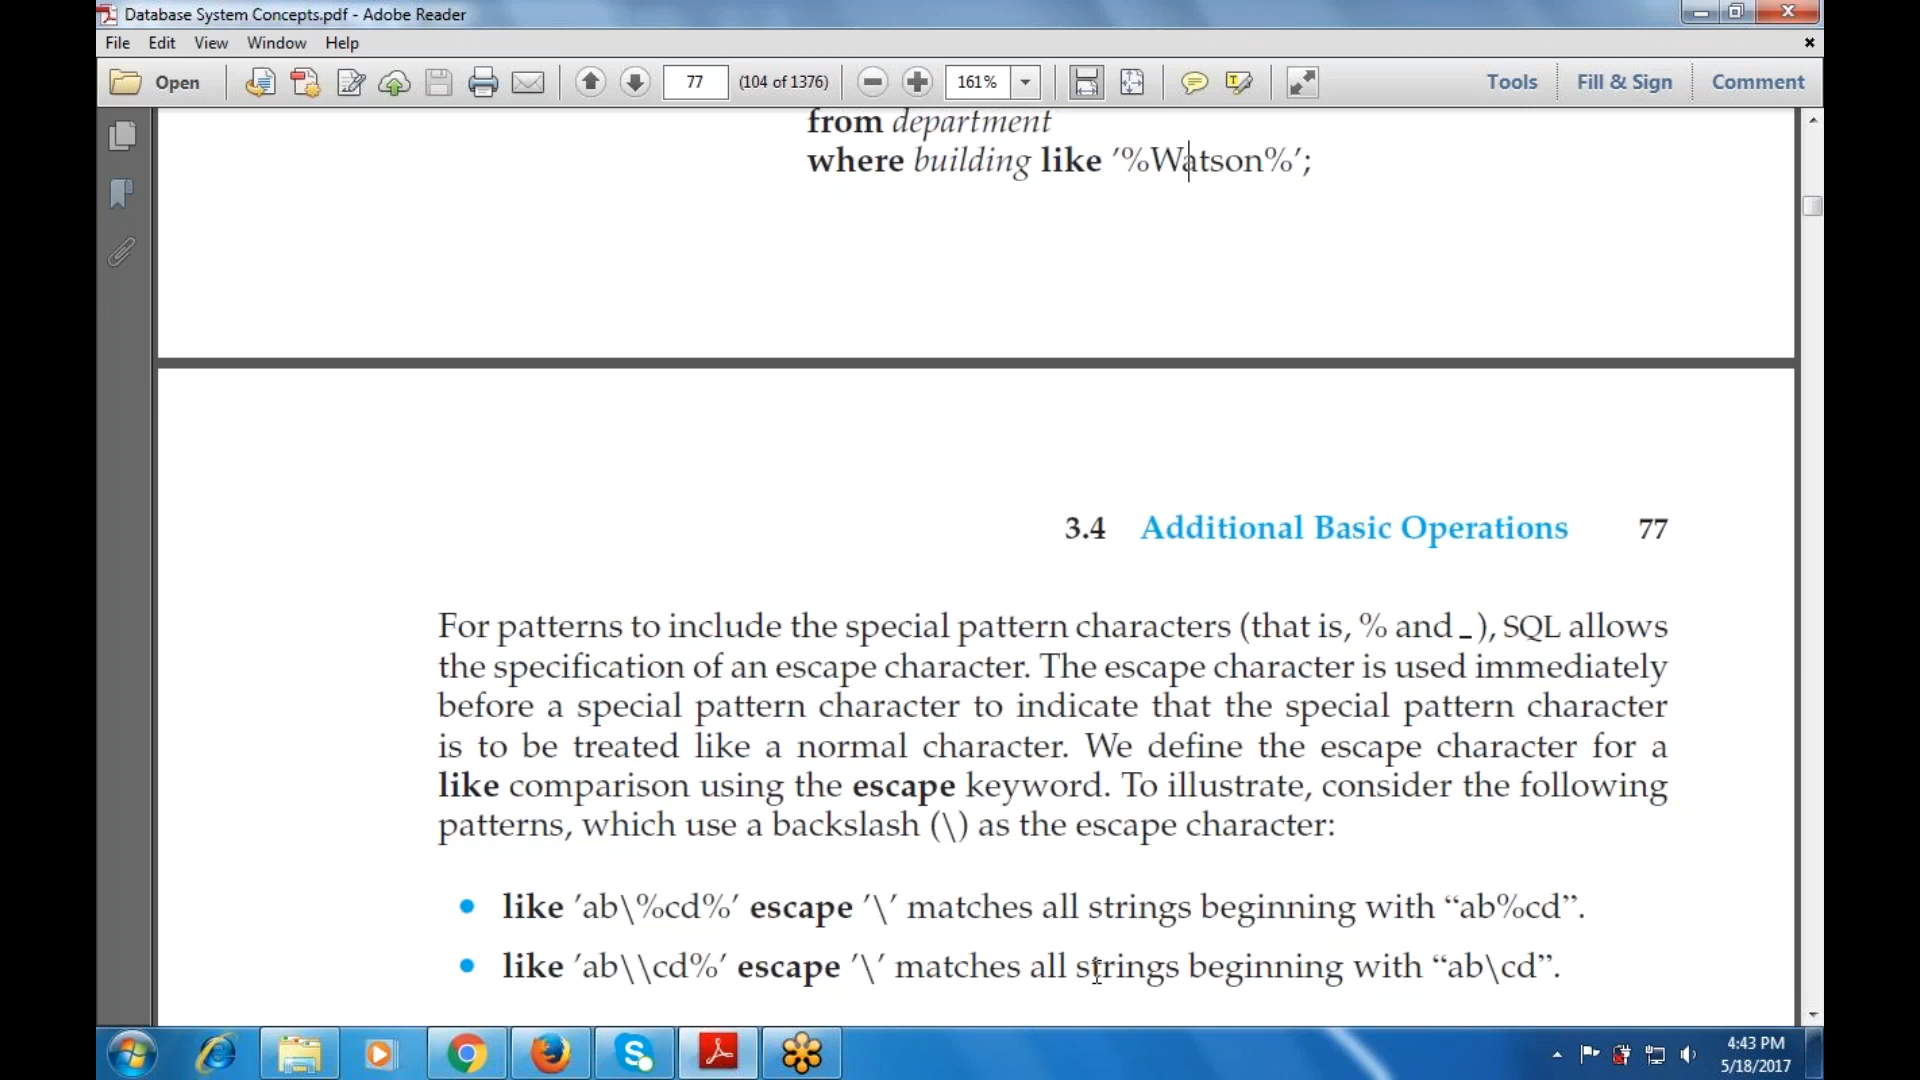 Database System Concepts.pdf - Adobe Reader
File Edit View Window Help
Open 77 (104 of 1376) 161% Tools Fill & Sign Comment
from department
where building like ’%Watson%’;
3.4 Additional Basic Operations 77
For patterns to include the special pattern characters (that is, % and _ ), SQL allows
the specification of an escape character. The escape character is used immediately
before a special pattern character to indicate that the special pattern character
is to be treated like a normal character. We define the escape character for a
like comparison using the escape keyword. To illustrate, consider the following
patterns, which use a backslash (\) as the escape character:
• like ’ab\%cd%’ escape ’\’ matches all strings beginning with “ab%cd”.
• like ’ab\\cd%’ escape ’\’ matches all strings beginning with “ab\cd”.
4:43 PM
5/18/2017